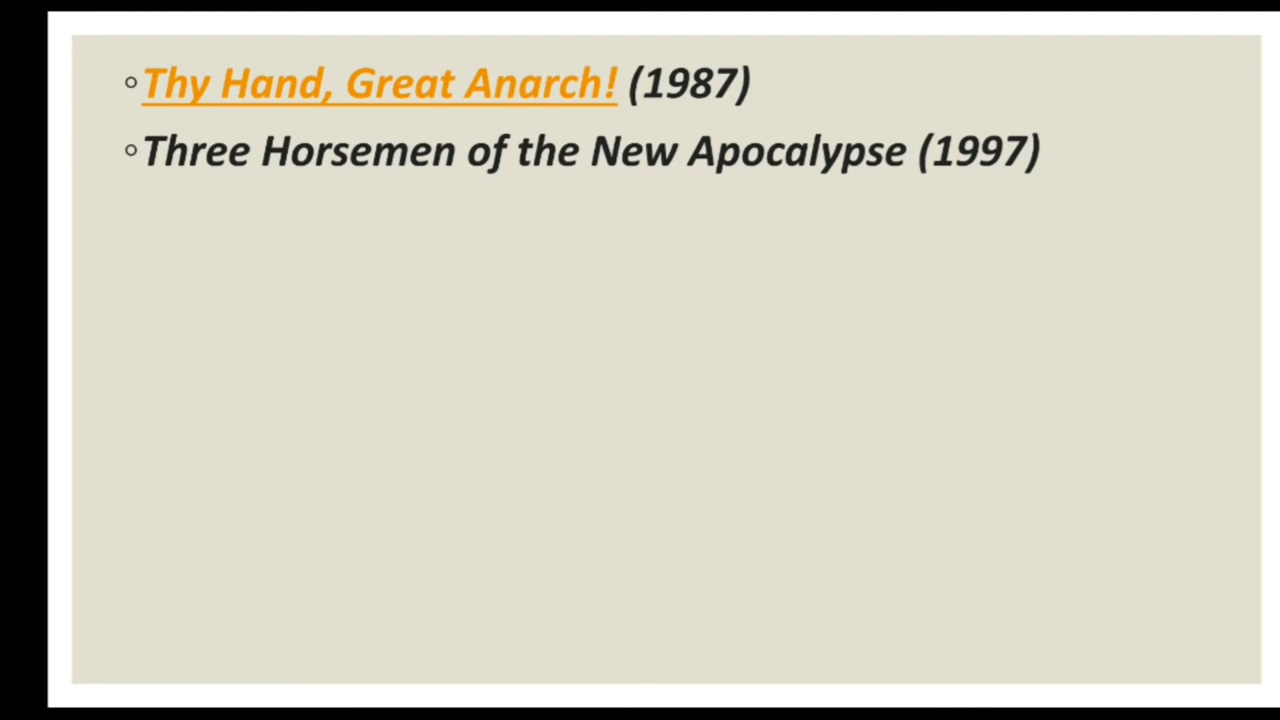 ◦Thy Hand, Great Anarch! (1987)
◦Three Horsemen of the New Apocalypse (1997)